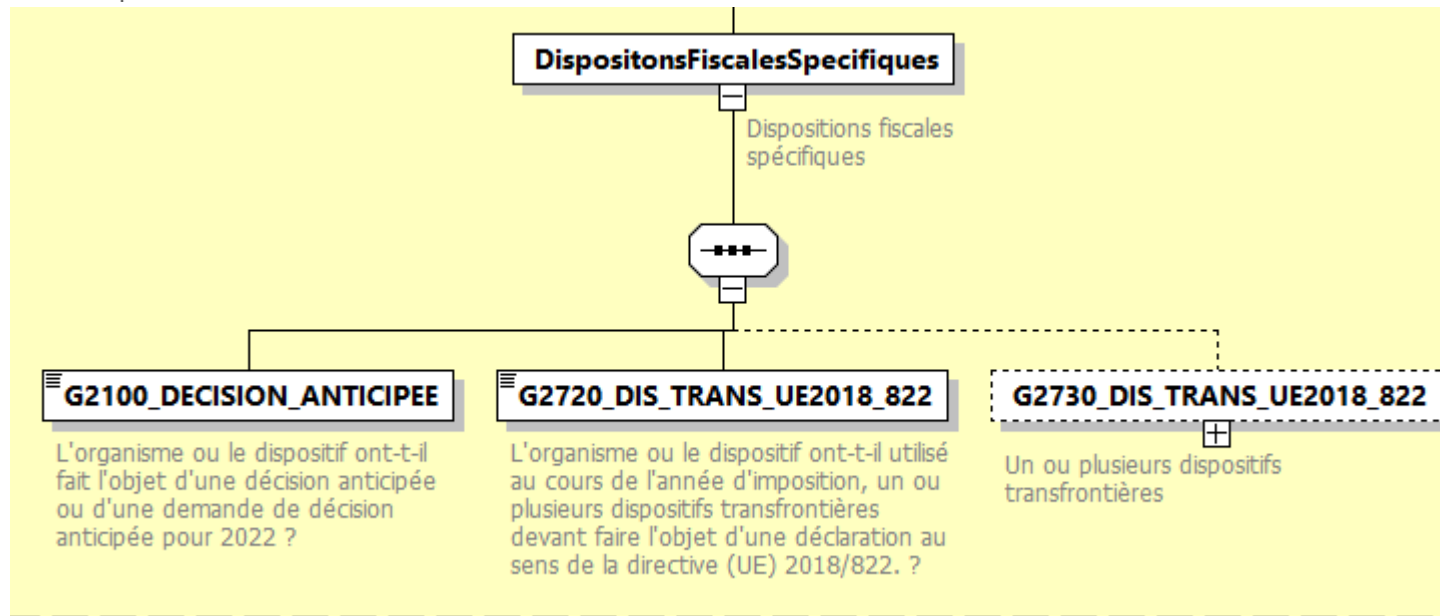 DispositonsFiscalesSpecifiques
Dispositions fiscales
spécifiques
G2100_DECISION_ANTICIPEE
L'organisme ou le dispositif ont-t-il
fait l'objet d'une décision anticipée
ou d'une demande de décision
anticipée pour 2022 ?
G2720_DIS_TRANS_UE2018_822
L'organisme ou le dispositif ont-t-il utilisé
au cours de l'année d'imposition, un ou
plusieurs dispositifs transfrontières
devant faire l'objet d'une déclaration au
sens de la directive (UE) 2018/822. ?
G2730_DIS_TRANS_UE2018_822
Un ou plusieurs dispositifs
transfrontières